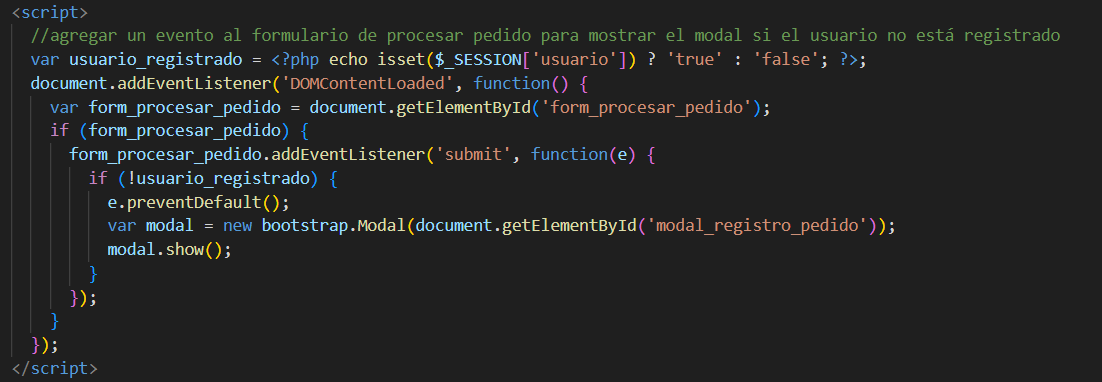 <script>
//agregar un evento al formulario de procesar pedido para mostrar el modal si el usuario no está registrado
var usuario_registrado = <?php echo isset($_SESSION['usuario']) ? 'true' : 'false'; ?>;
document.addEventListener('DOMContentLoaded', function() {
var form_procesar_pedido = document.getElementById('form_procesar_pedido');
if (form_procesar_pedido) {
form_procesar_pedido.addEventListener('submit', function(e) {
if (!usuario_registrado) {
e.preventDefault();
var modal = new bootstrap.Modal(document.getElementById('modal_registro_pedido'));
modal.show();
}
});
}
});
</script>